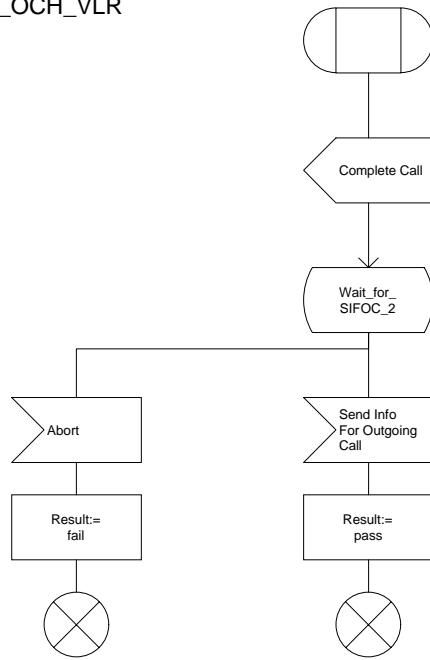 _OCH_VLR
Complete Call
Wait_for_
SIFOC_2
Abort
Send Info
For Outgoing
Call
Result:=
fail
Result:=
pass